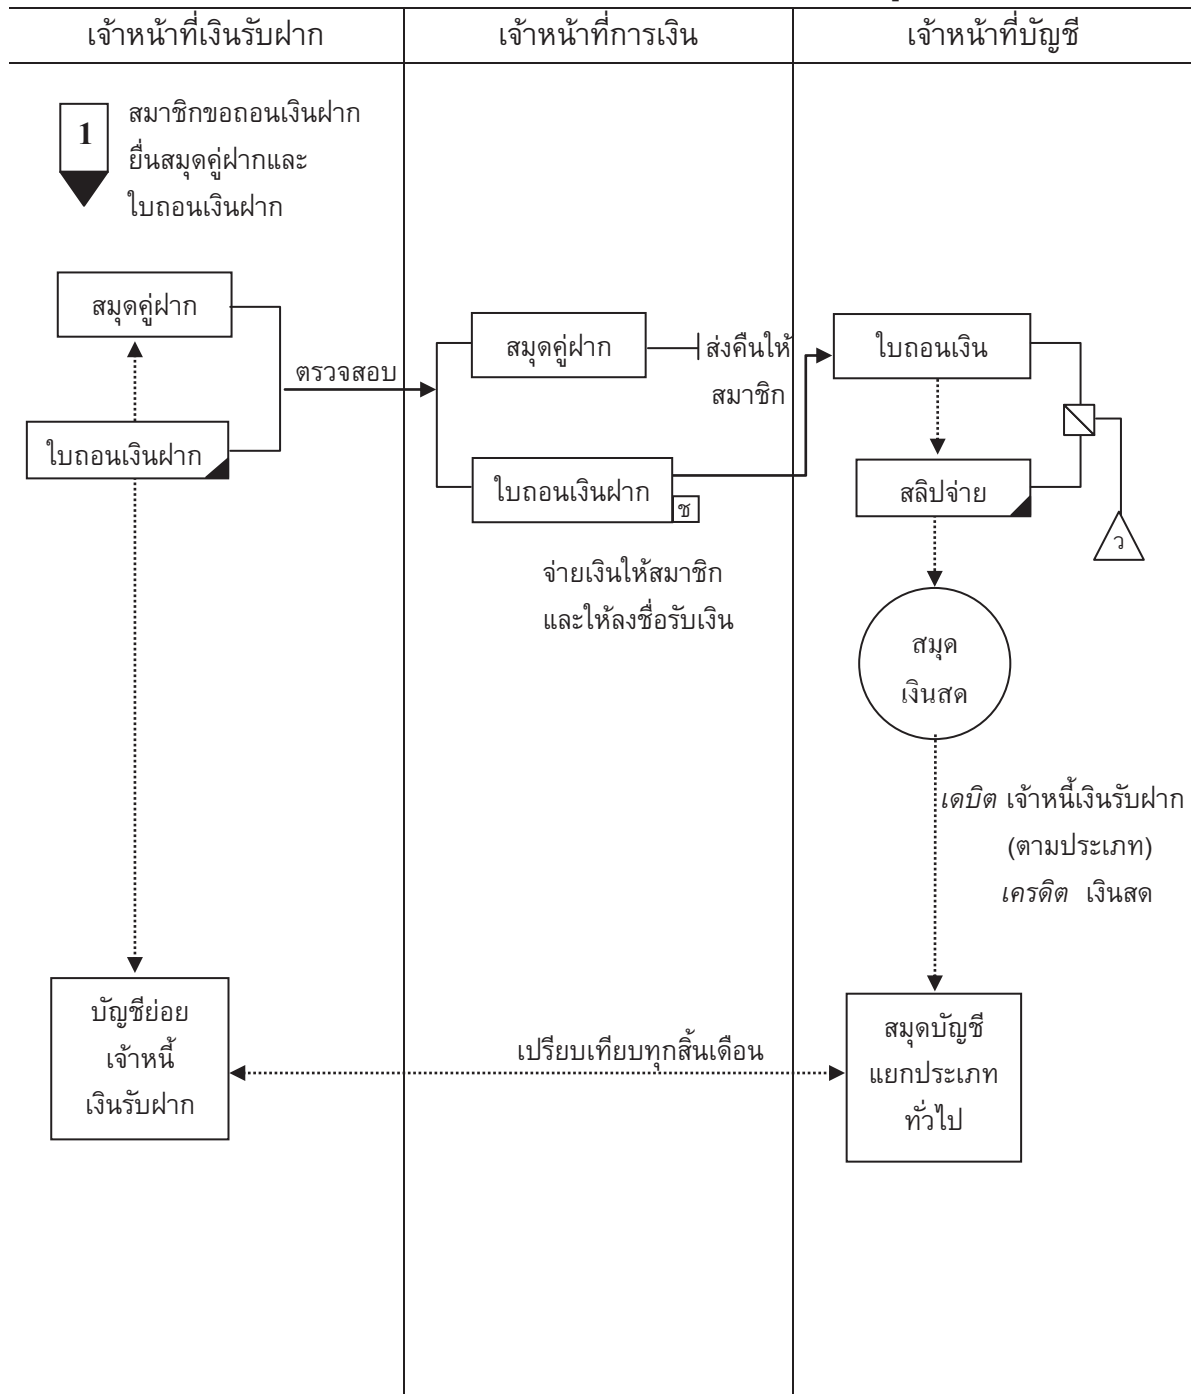 เจ้าหน้าที่เงินรับฝาก
เจ้าหน้าที่การเงิน
เจ้าหน้าที่บัญชี
1
สมาชิกขอถอนเงินฝาก
ยื่นสมุดคู่ฝากและ
ใบถอนเงินฝาก
สมุดคู่ฝาก
ตรวจสอบ
ใบถอนเงินฝาก
สมุดคู่ฝาก
ส่งคืนให้
สมาชิก
ใบถอนเงินฝาก
ช
จ่ายเงินให้สมาชิก
และให้ลงชื่อรับเงิน
ใบถอนเงิน
สลิปจ่าย
ว
สมุด
เงินสด
เดบิต เจ้าหนี้เงินรับฝาก
(ตามประเภท)
เครดิต เงินสด
บัญชีย่อย
เจ้าหนี้
เงินรับฝาก
เปรียบเทียบทุกสิ้นเดือน
สมุดบัญชี
แยกประเภท
ทั่วไป